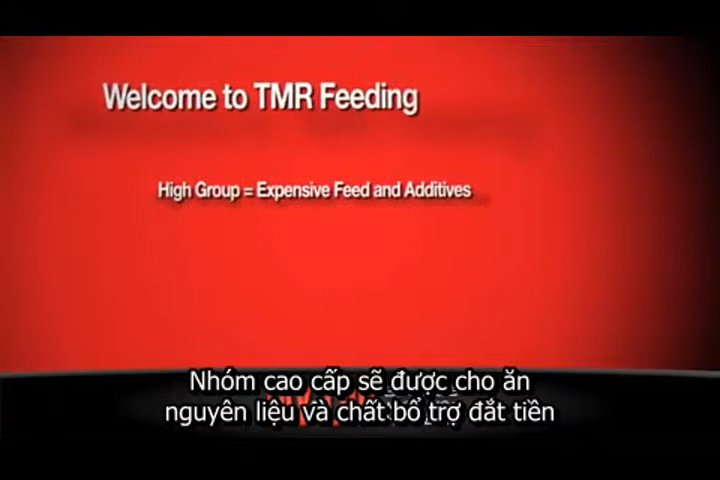 Welcome to TMR Feeding
High Group = Expensive Feed and Additives
Nhóm cao cấp sẽ được cho ăn
nguyên liệu và chất bổ trợ đắt tiền